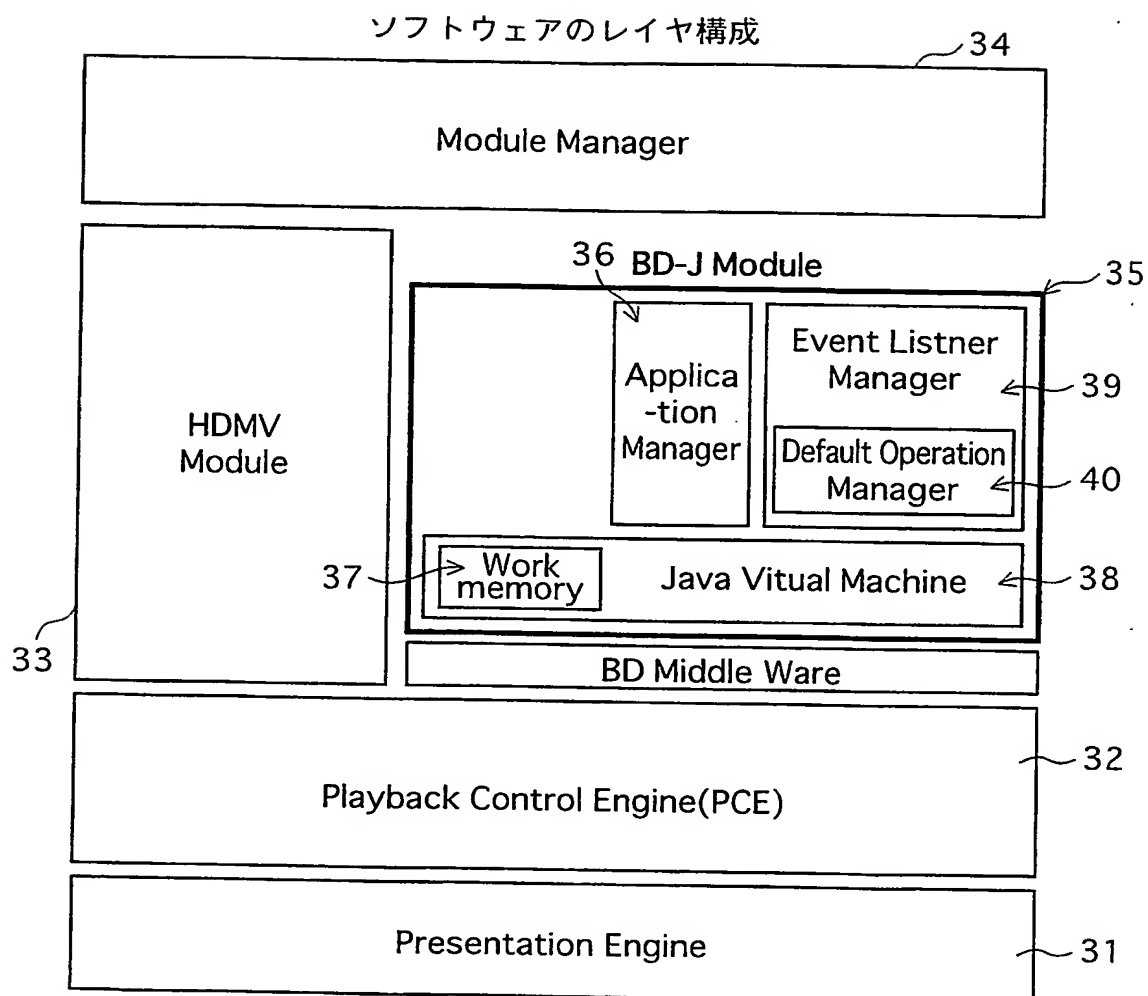 ソフトウェアのレイヤ構成
34
Module Manager
36
BD-J Module
35
HDMV
Module
Applica
-tion
Manager
Event Listner
Manager
39
Default Operation
Manager
40
37
Work
memory
Java Vitual Machine
38
33
BD Middle Ware
32
Playback Control Engine(PCE)
Presentation Engine
31